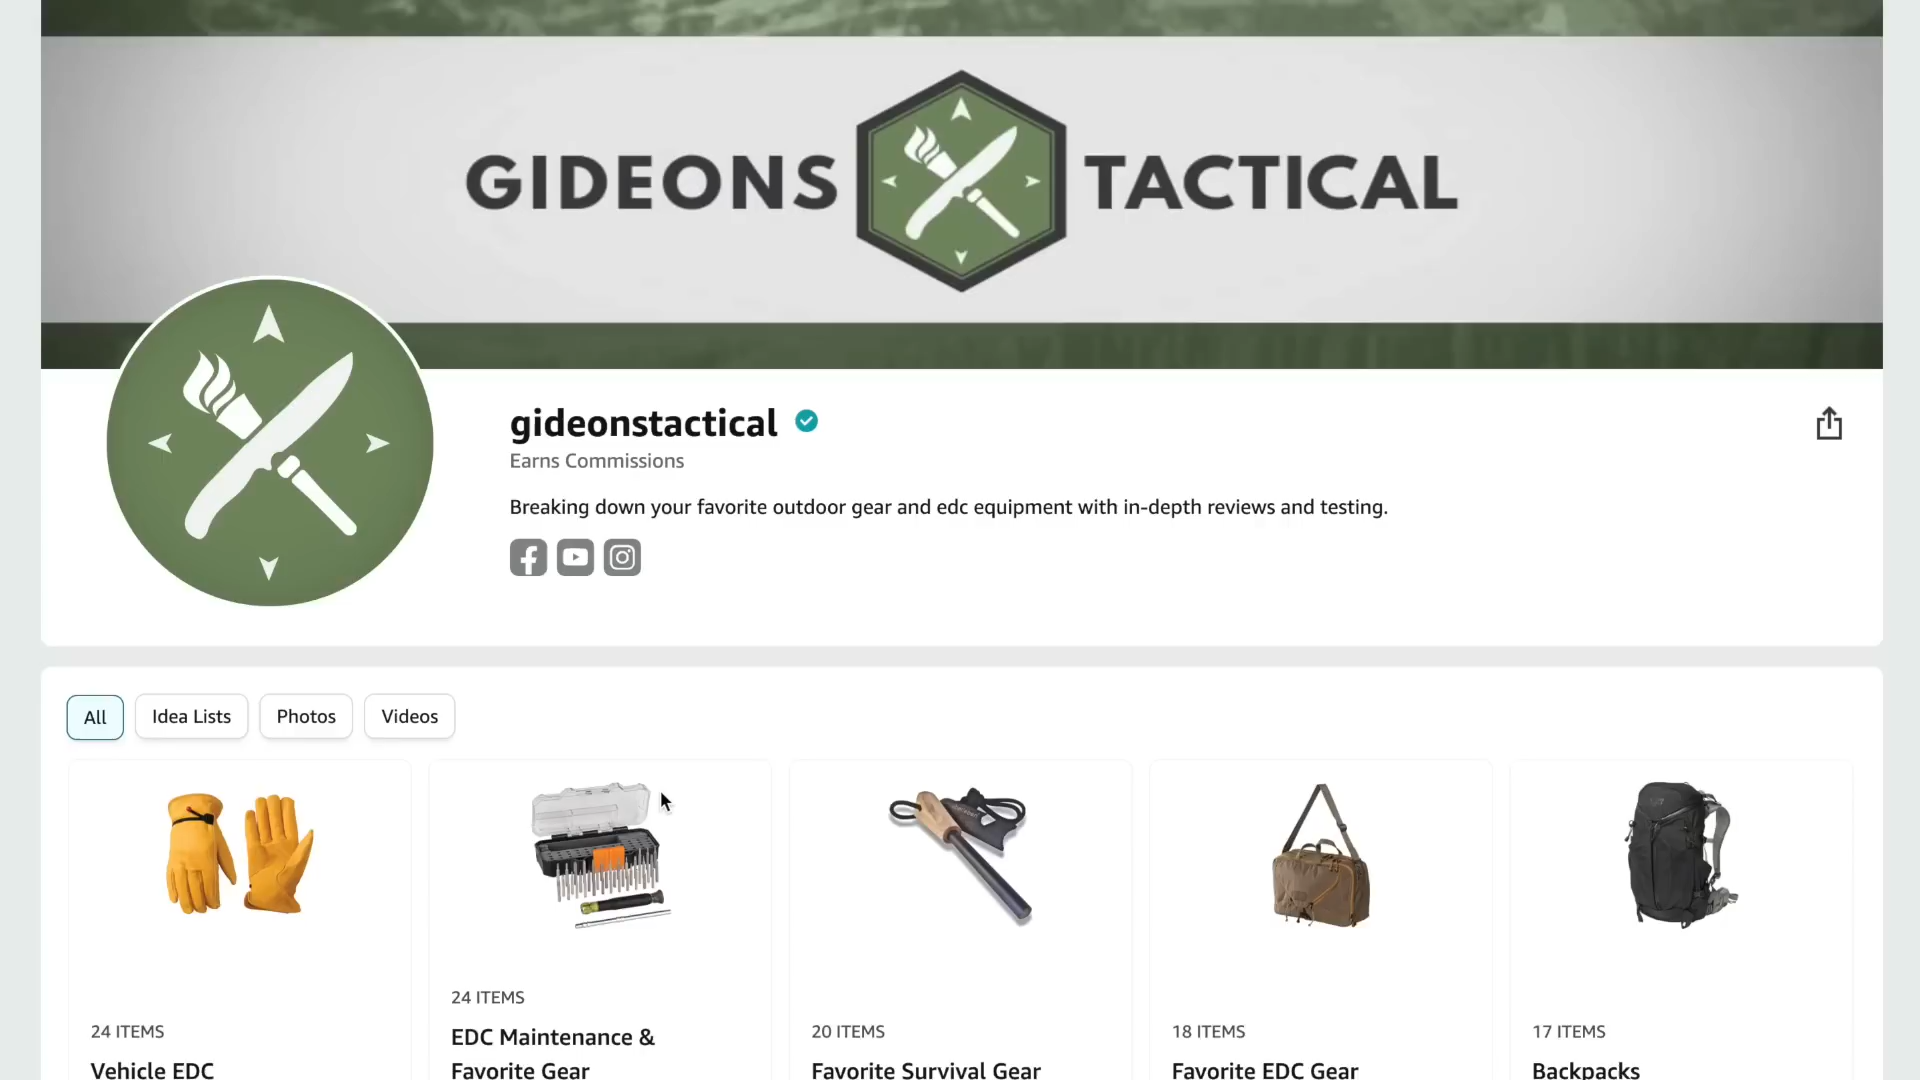 GIDEONS TACTICAL
gideonstactical
Earns Commissions
Breaking down your favorite outdoor gear and edc equipment with in-depth reviews and testing.
All
Idea Lists
Photos
Videos
24 ITEMS
Vehicle EDC
24 ITEMS
EDC Maintenance &
Favorite Gear
20 ITEMS
Favorite Survival Gear
18 ITEMS
Favorite EDC Gear
17 ITEMS
Backpacks